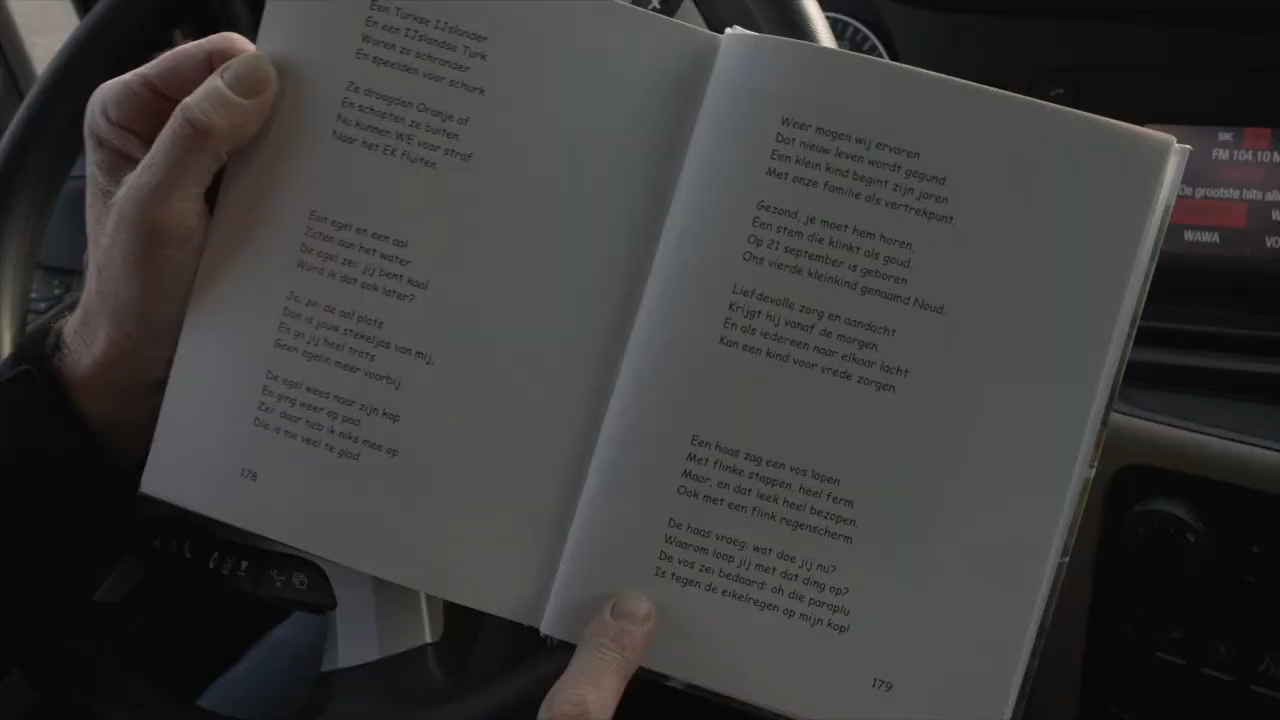 Een Turkse IJslander
En een IJslandse Turk
Waren zo schrander
En speelden voor schurk
Ze droogden Oranje af
En schopten ze buiten.
Nu kunnen WE voor straf
Naar het EK fluiten.
Een egel en een aal
Zaten aan het water.
De egel zei: jij bent kaal
Word ik dat ook later?
Ja, zei de aal plots
Dan is jouw stekeljas van mij,
En ga jij heel trots
Geen egelin meer voorbij.
De egel wees naar zijn kop
En ging weer op pad.
Zei: daar heb ik niks mee op
Die is me veel te glad.
178
Weer mogen wij ervaren
Dat nieuw leven wordt gegund.
Een klein kind begint zijn jaren
Met onze familie als vertrekpunt.
Gezond, je moet hem horen,
Een stem die klinkt als goud.
Op 21 september is geboren
Ons vierde kleinkind genaamd Noud.
Liefdevolle zorg en aandacht
Krijgt hij vanaf de morgen.
En als iedereen naar elkaar lacht
Kan een kind voor vrede zorgen.
Een haas zag een vos lopen
Met flinke stappen, heel ferm
Maar, en dat leek heel bezopen,
Ook met een flink regenscherm
De haas vroeg: wat doe jij nu?
Waarom loop jij met dat ding op?
De vos zei bedaard: oh die paraplu
Is tegen de eikelregen op mijn kop!
179
FM 104.10 M
De grootste hits all
WAWA